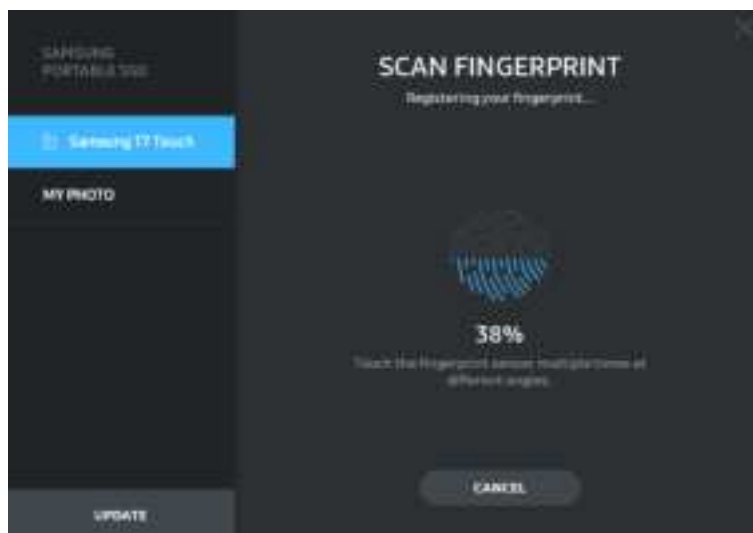 SAMSUNG
PORTABLE SSD
Samsung T7 Touch
MY PHOTO
UPDATE
SCAN FINGERPRINT
Registering your fingerprint...
38%
Touch the fingerprint sensor multiple times at
different angles.
CANCEL